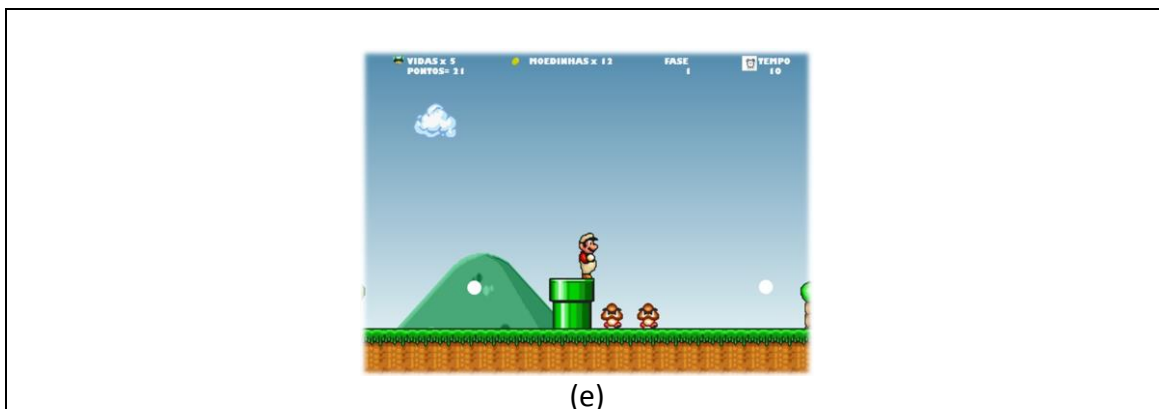 VIDAS x 5 MOEDINHAS x 12 FASE TEMPO
PONTOS= 21 1 10
(e)